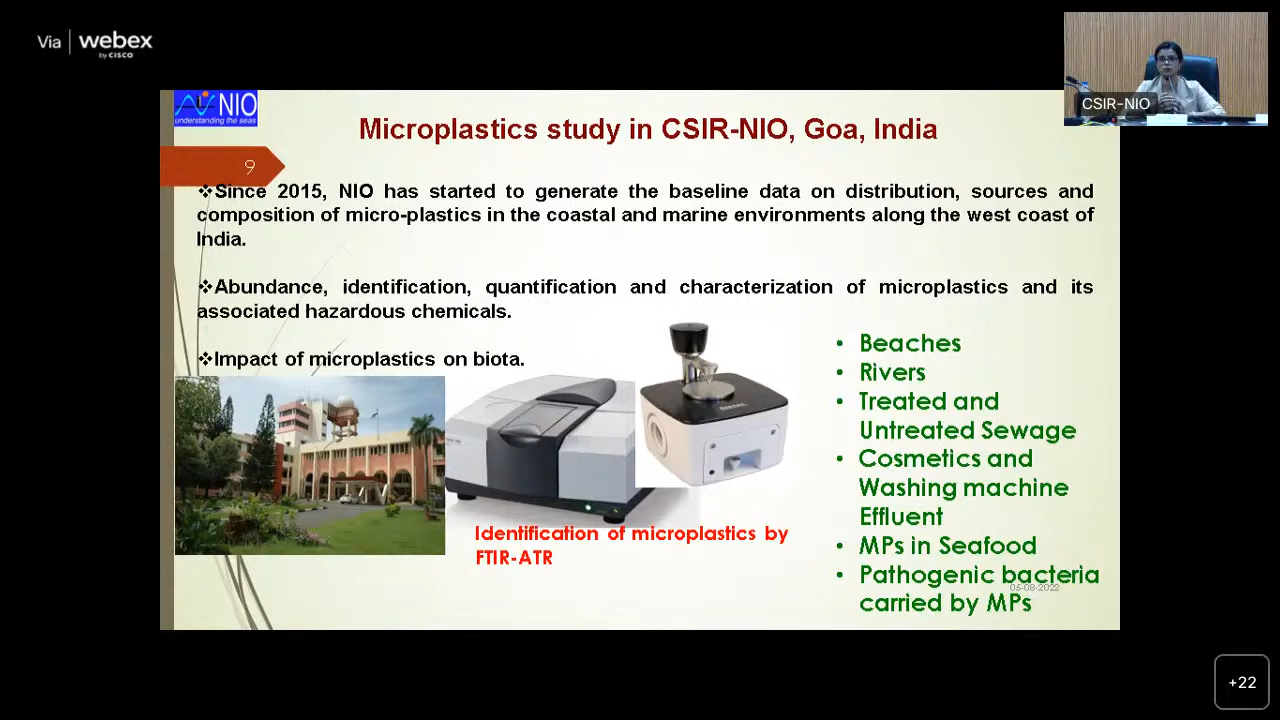 Via webex
by CISCO
CSIR-NIO
NIO
understanding the seas
Microplastics study in CSIR-NIO, Goa, India
9
❖Since 2015, NIO has started to generate the baseline data on distribution, sources and
composition of micro-plastics in the coastal and marine environments along the west coast of
India.
❖Abundance, identification, quantification and characterization of microplastics and its
associated hazardous chemicals.
❖Impact of microplastics on biota.
Identification of microplastics by
FTIR-ATR
• Beaches
• Rivers
• Treated and
Untreated Sewage
• Cosmetics and
Washing machine
Effluent
• MPs in Seafood
• Pathogenic bacteria
carried by MPs
05-08-2022
+22